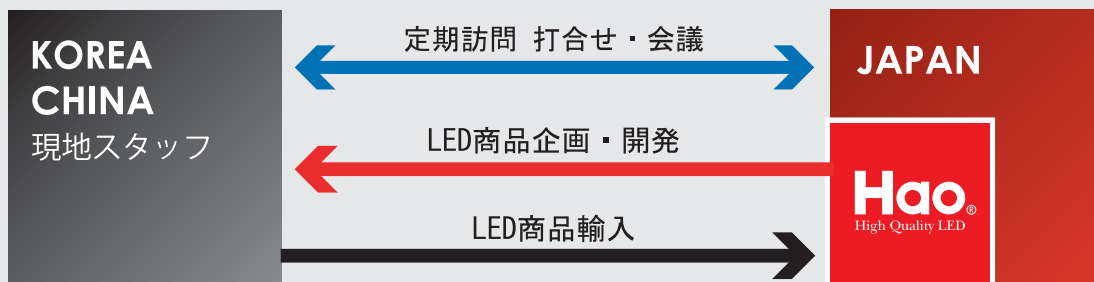 KOREA
CHINA
現地スタッフ
定期訪問 打合せ・会議
LED商品企画・開発
LED商品輸入
JAPAN
Hao®
High Quality LED